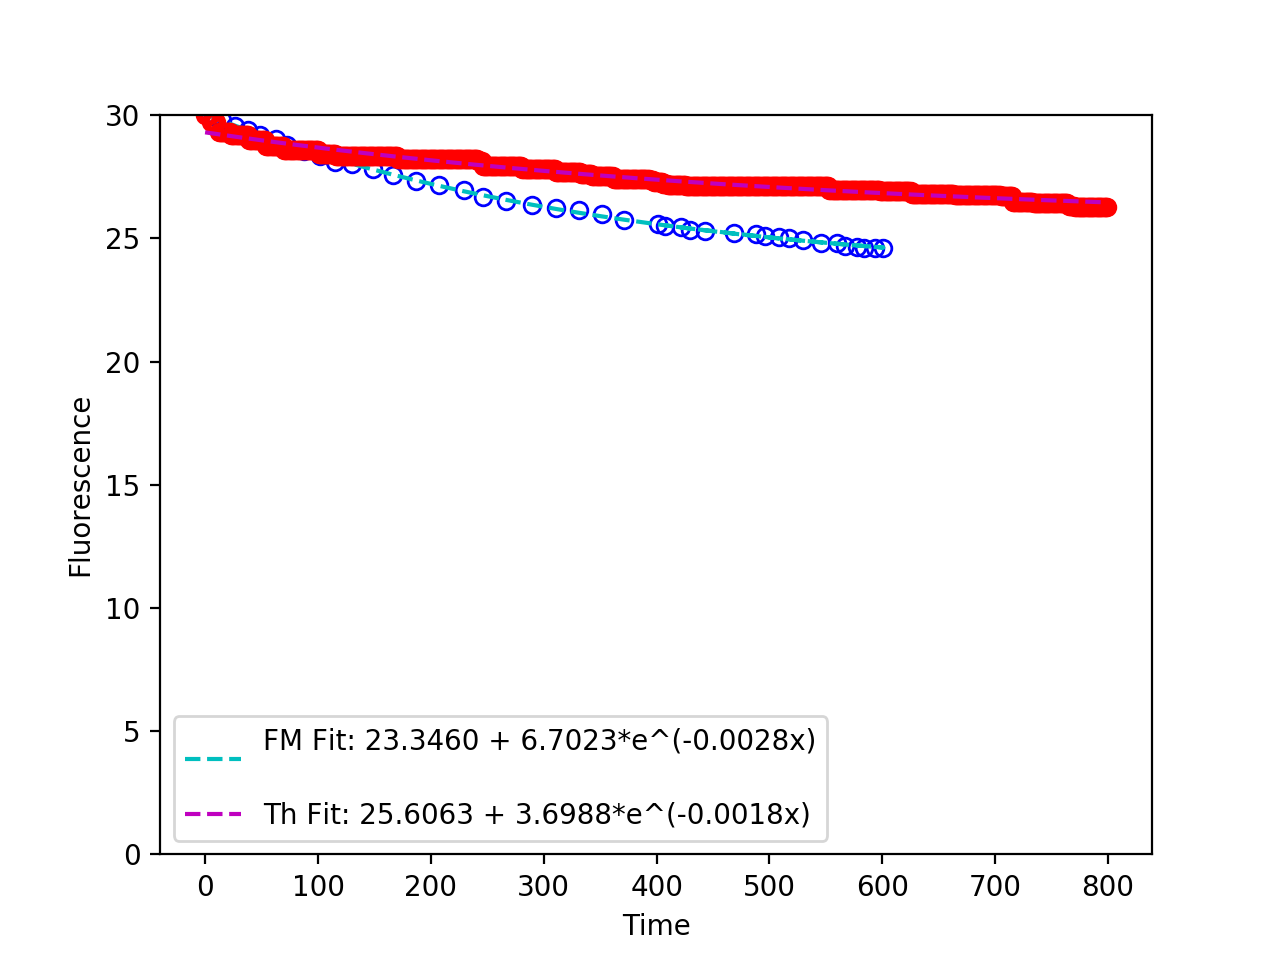 30
25
20
15
10
5
0
Fluorescence
FM Fit: 23.3460 + 6.7023*e^(-0.0028x)
Th Fit: 25.6063 + 3.6988*e^(-0.0018x)
0 100 200 300 400 500 600 700 800
Time